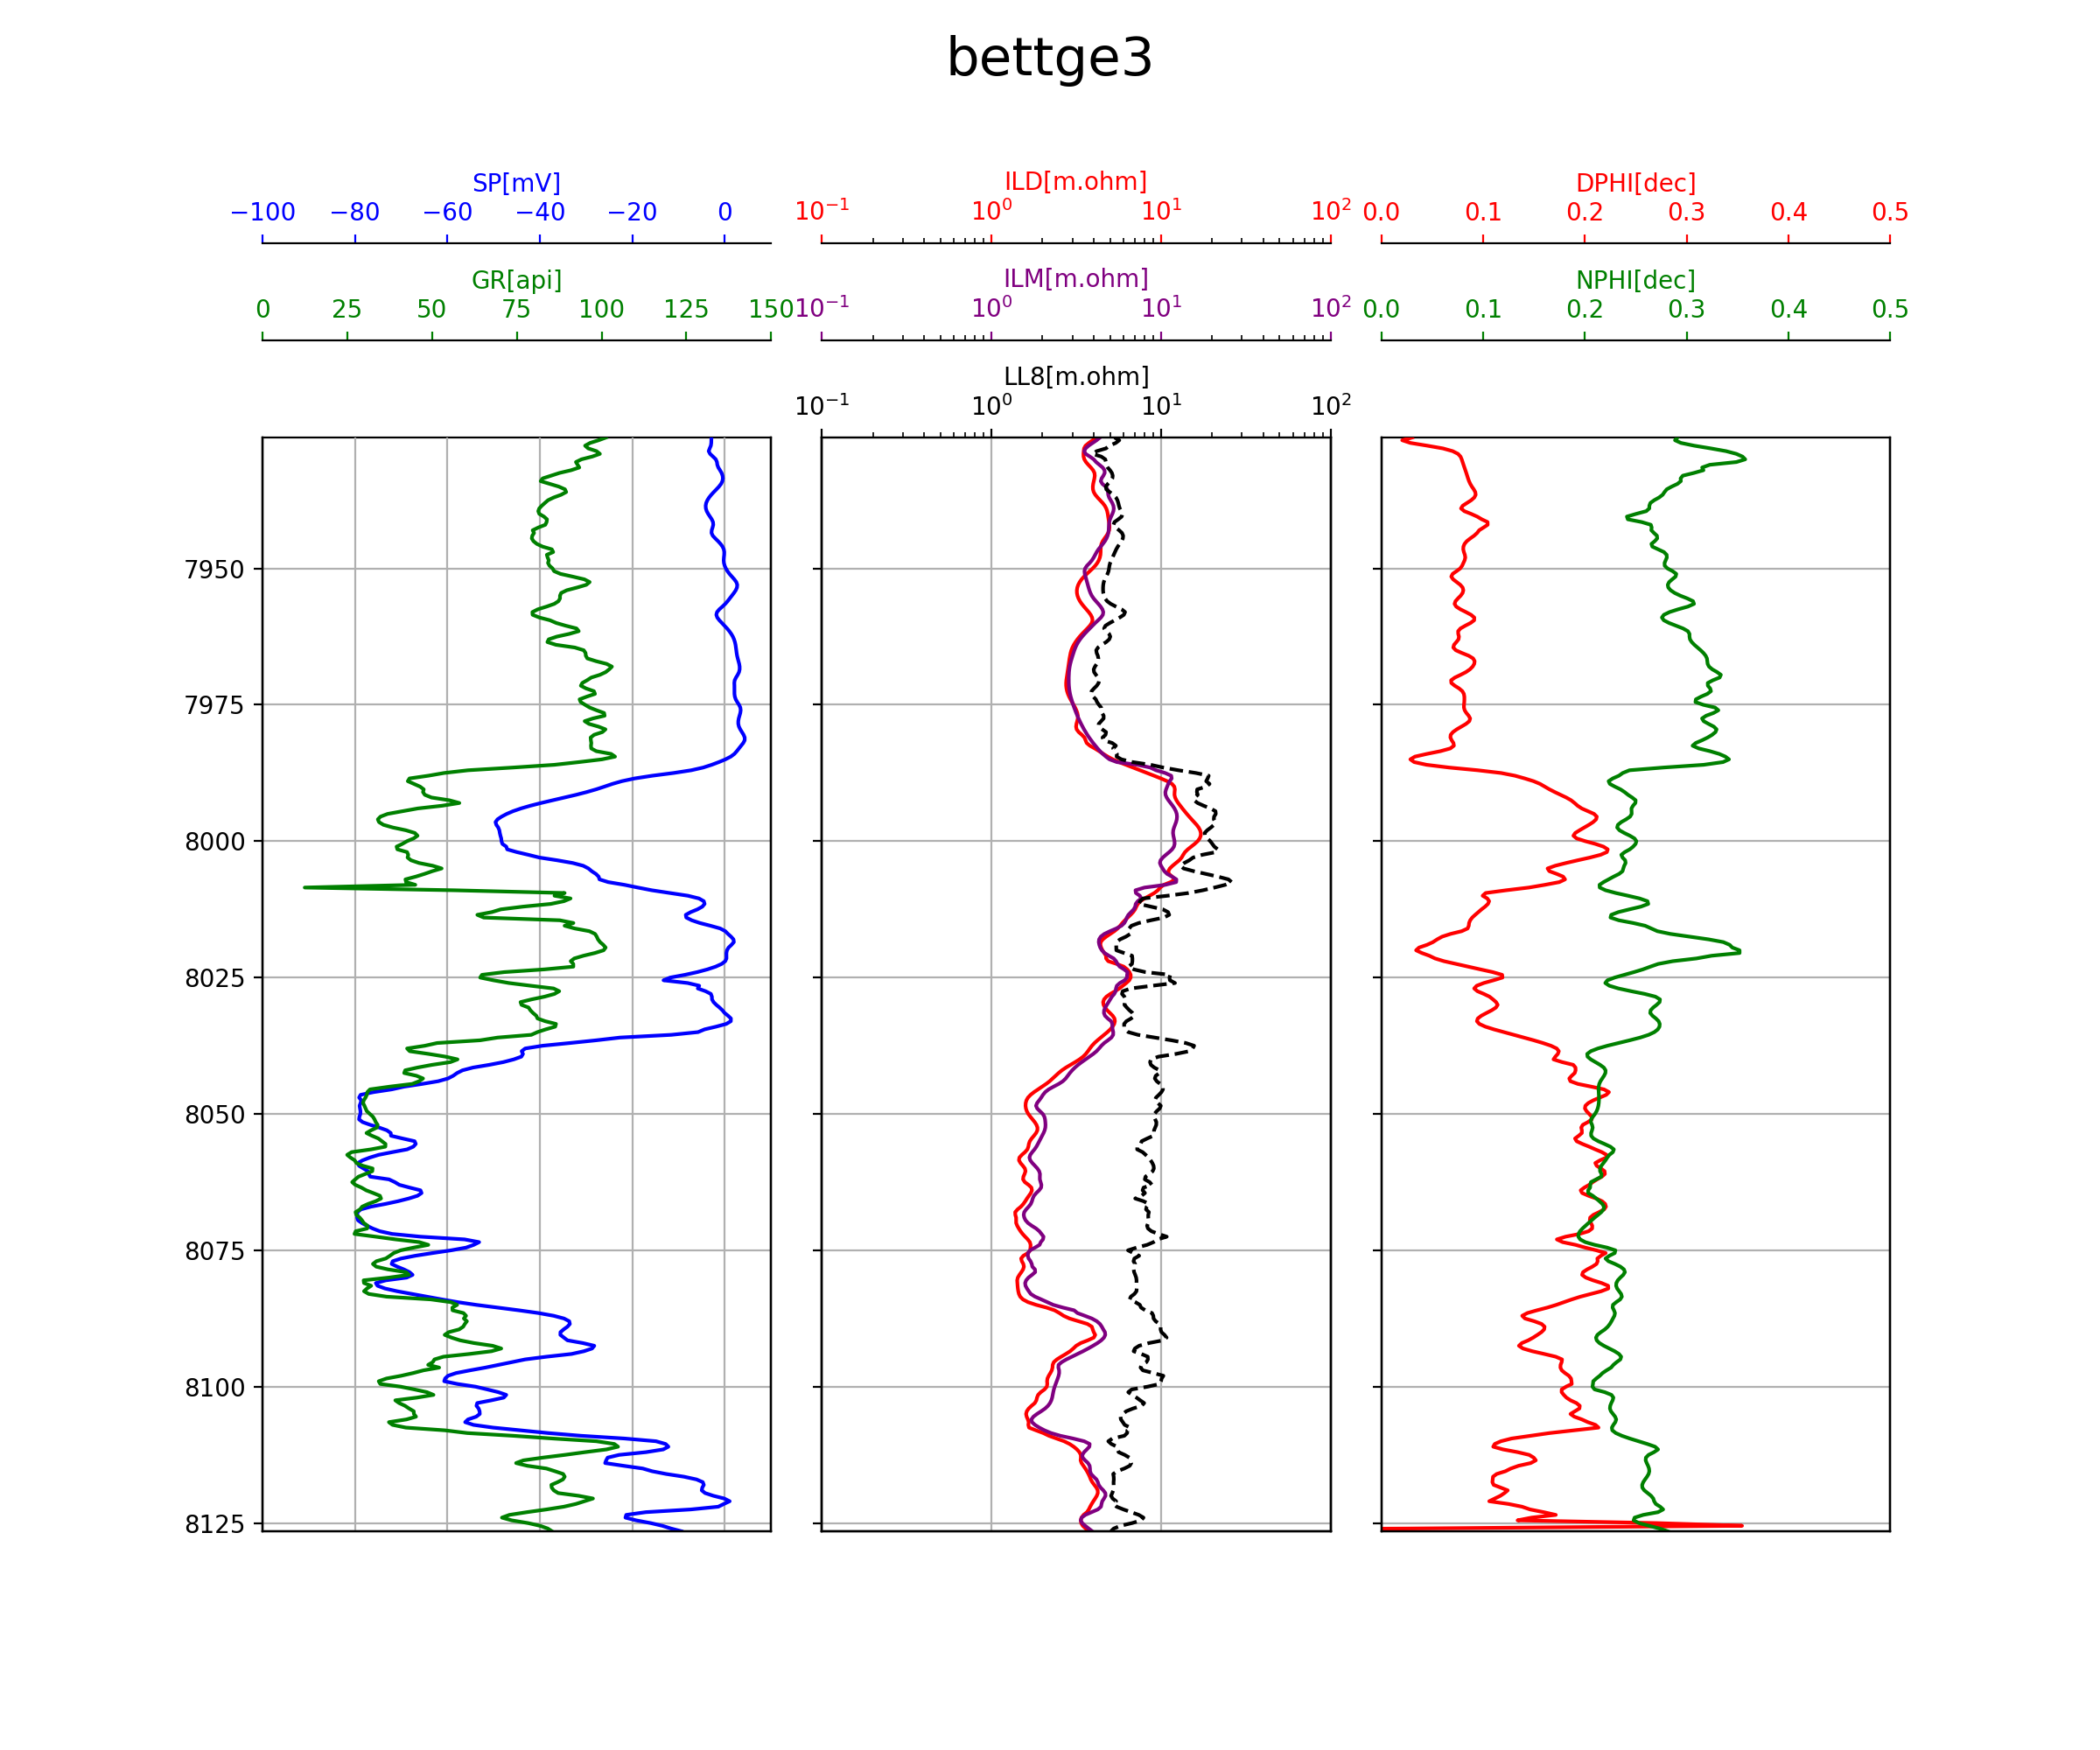 bettge3
SP[mV] ILD[m.ohm] DPHI[dec]
−100 −80 −60 −40 −20 0 10⁻¹ 10⁰ 10¹ 10² 0.0 0.1 0.2 0.3 0.4 0.5
GR[api] ILM[m.ohm] NPHI[dec]
0 25 50 75 100 125 150 10⁻¹ 10⁰ 10¹ 10² 0.0 0.1 0.2 0.3 0.4 0.5
LL8[m.ohm]
10⁻¹ 10⁰ 10¹ 10²
7950
7975
8000
8025
8050
8075
8100
8125